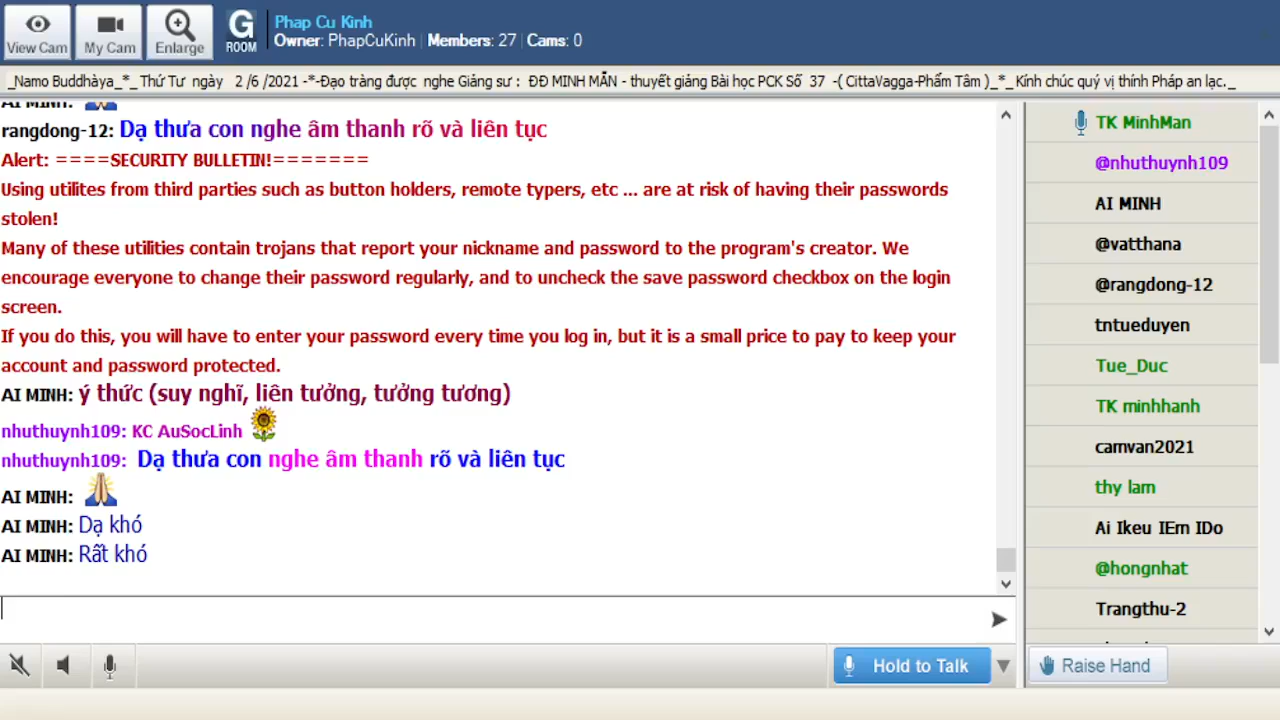 View Cam
My Cam
Enlarge
G
ROOM
Phap Cu Kinh
Owner: PhapCuKinh | Members: 27 | Cams: 0
_Namo Buddhàya_*_ Thứ Tư ngày 2 /6 /2021 -*-Đạo tràng được nghe Giảng sư : ĐĐ MINH MẪN - thuyết giảng Bài học PCK Số 37 -( CittaVagga-Phẩm Tâm )_*_ Kính chúc quý vị thính Pháp an lạc._
AI MINH:
rangdong-12: Dạ thưa con nghe âm thanh rõ và liên tục
Alert: ====SECURITY BULLETIN!=======
Using utilites from third parties such as button holders, remote typers, etc ... are at risk of having their passwords
stolen!
Many of these utilities contain trojans that report your nickname and password to the program's creator. We
encourage everyone to change their password regularly, and to uncheck the save password checkbox on the login
screen.
If you do this, you will have to enter your password every time you log in, but it is a small price to pay to keep your
account and password protected.
AI MINH: ý thức (suy nghĩ, liên tưởng, tưởng tương)
nhuthuynh109: KC AuSocLinh
nhuthuynh109: Dạ thưa con nghe âm thanh rõ và liên tục
AI MINH:
AI MINH: Dạ khó
AI MINH: Rất khó
Hold to Talk
TK MinhMan
@nhuthuynh109
AI MINH
@vatthana
@rangdong-12
tntueduyen
Tue_Duc
TK minhhanh
camvan2021
thy lam
Ai Ikeu IEm IDo
@hongnhat
Trangthu-2
Raise Hand